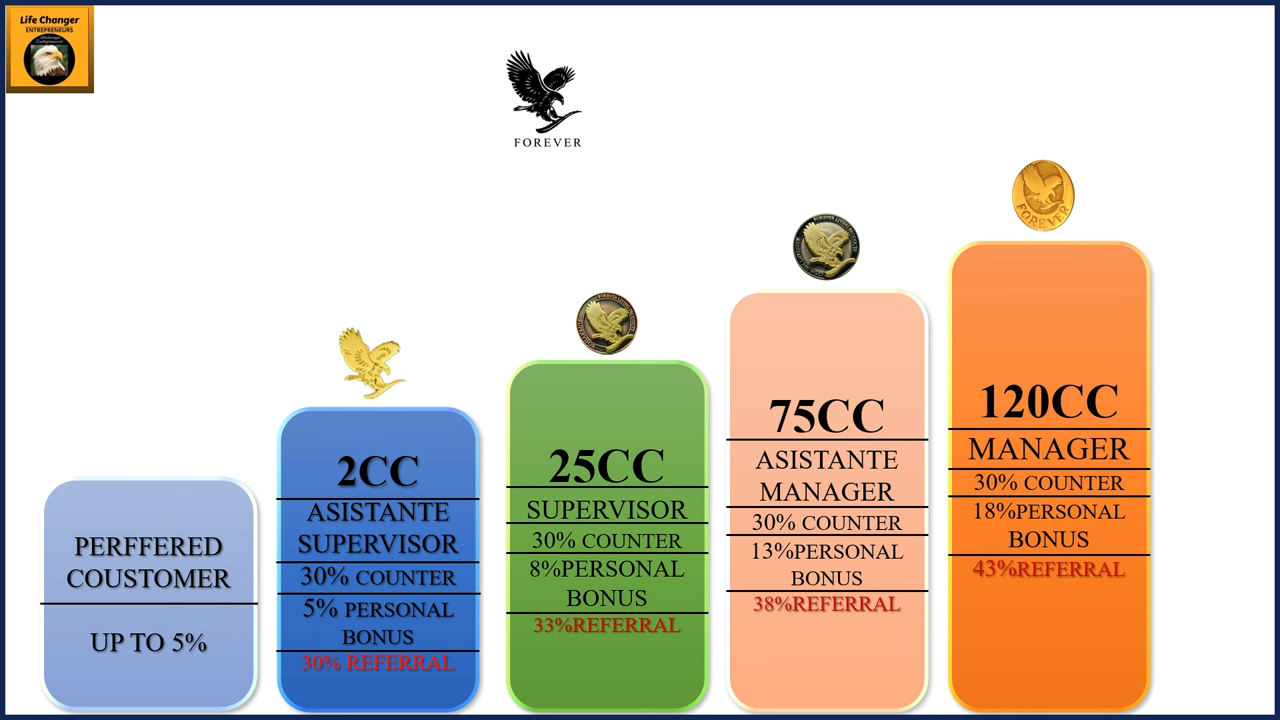 Life Changer
ENTREPRENEURS
FOREVER
PERFFERED
COUSTOMER
UP TO 5%
2CC
ASISTANTE
SUPERVISOR
30% COUNTER
5% PERSONAL
BONUS
30% REFERRAL
25CC
SUPERVISOR
30% COUNTER
8%PERSONAL
BONUS
33%REFERRAL
75CC
ASISTANTE
MANAGER
30% COUNTER
13%PERSONAL
BONUS
38%REFERRAL
FOREVER
120CC
MANAGER
30% COUNTER
18%PERSONAL
BONUS
43%REFERRAL